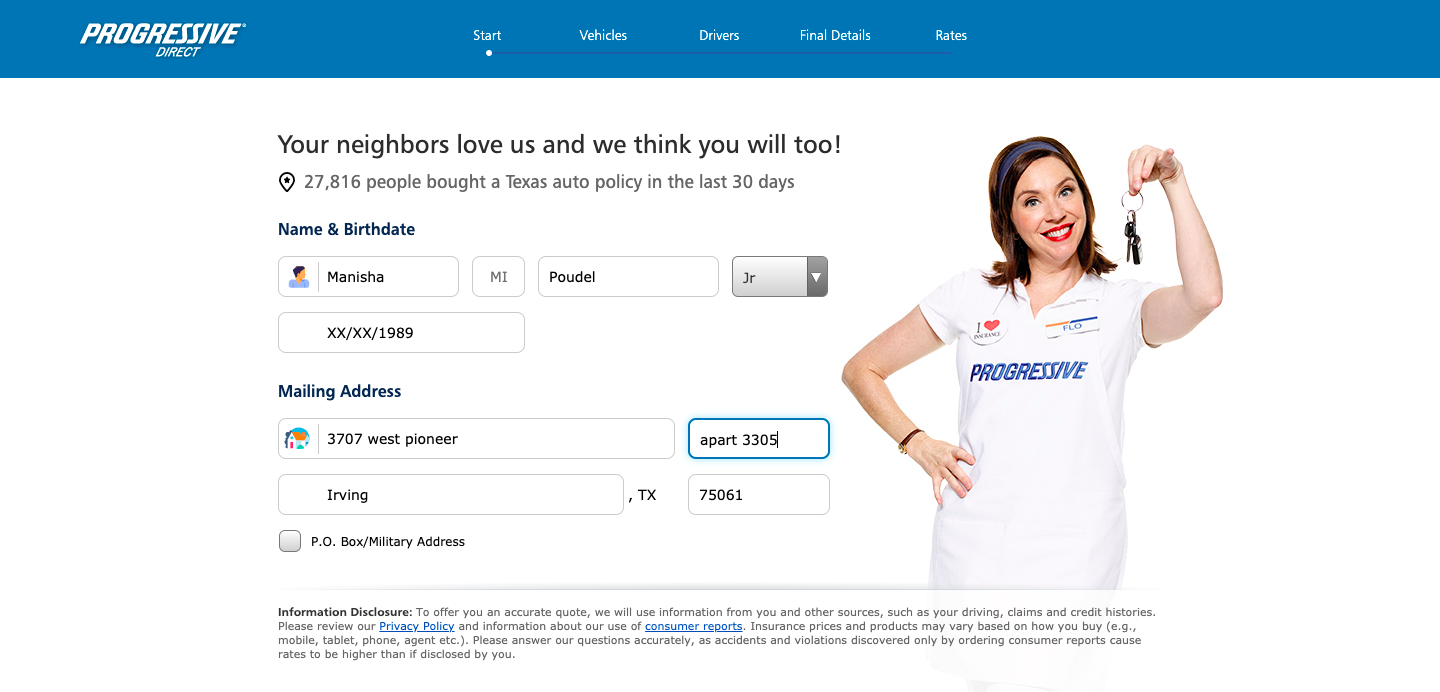 PROGRESSIVE®
DIRECT
Start Vehicles Drivers Final Details Rates
Your neighbors love us and we think you will too!
27,816 people bought a Texas auto policy in the last 30 days
Name & Birthdate
Manisha MI Poudel Jr
XX/XX/1989
Mailing Address
3707 west pioneer apart 3305
Irving , TX 75061
P.O. Box/Military Address
I ❤ INSURANCE
FLO
PROGRESSIVE
Information Disclosure: To offer you an accurate quote, we will use information from you and other sources, such as your driving, claims and credit histories.
Please review our Privacy Policy and information about our use of consumer reports. Insurance prices and products may vary based on how you buy (e.g.,
mobile, tablet, phone, agent etc.). Please answer our questions accurately, as accidents and violations discovered only by ordering consumer reports cause
rates to be higher than if disclosed by you.